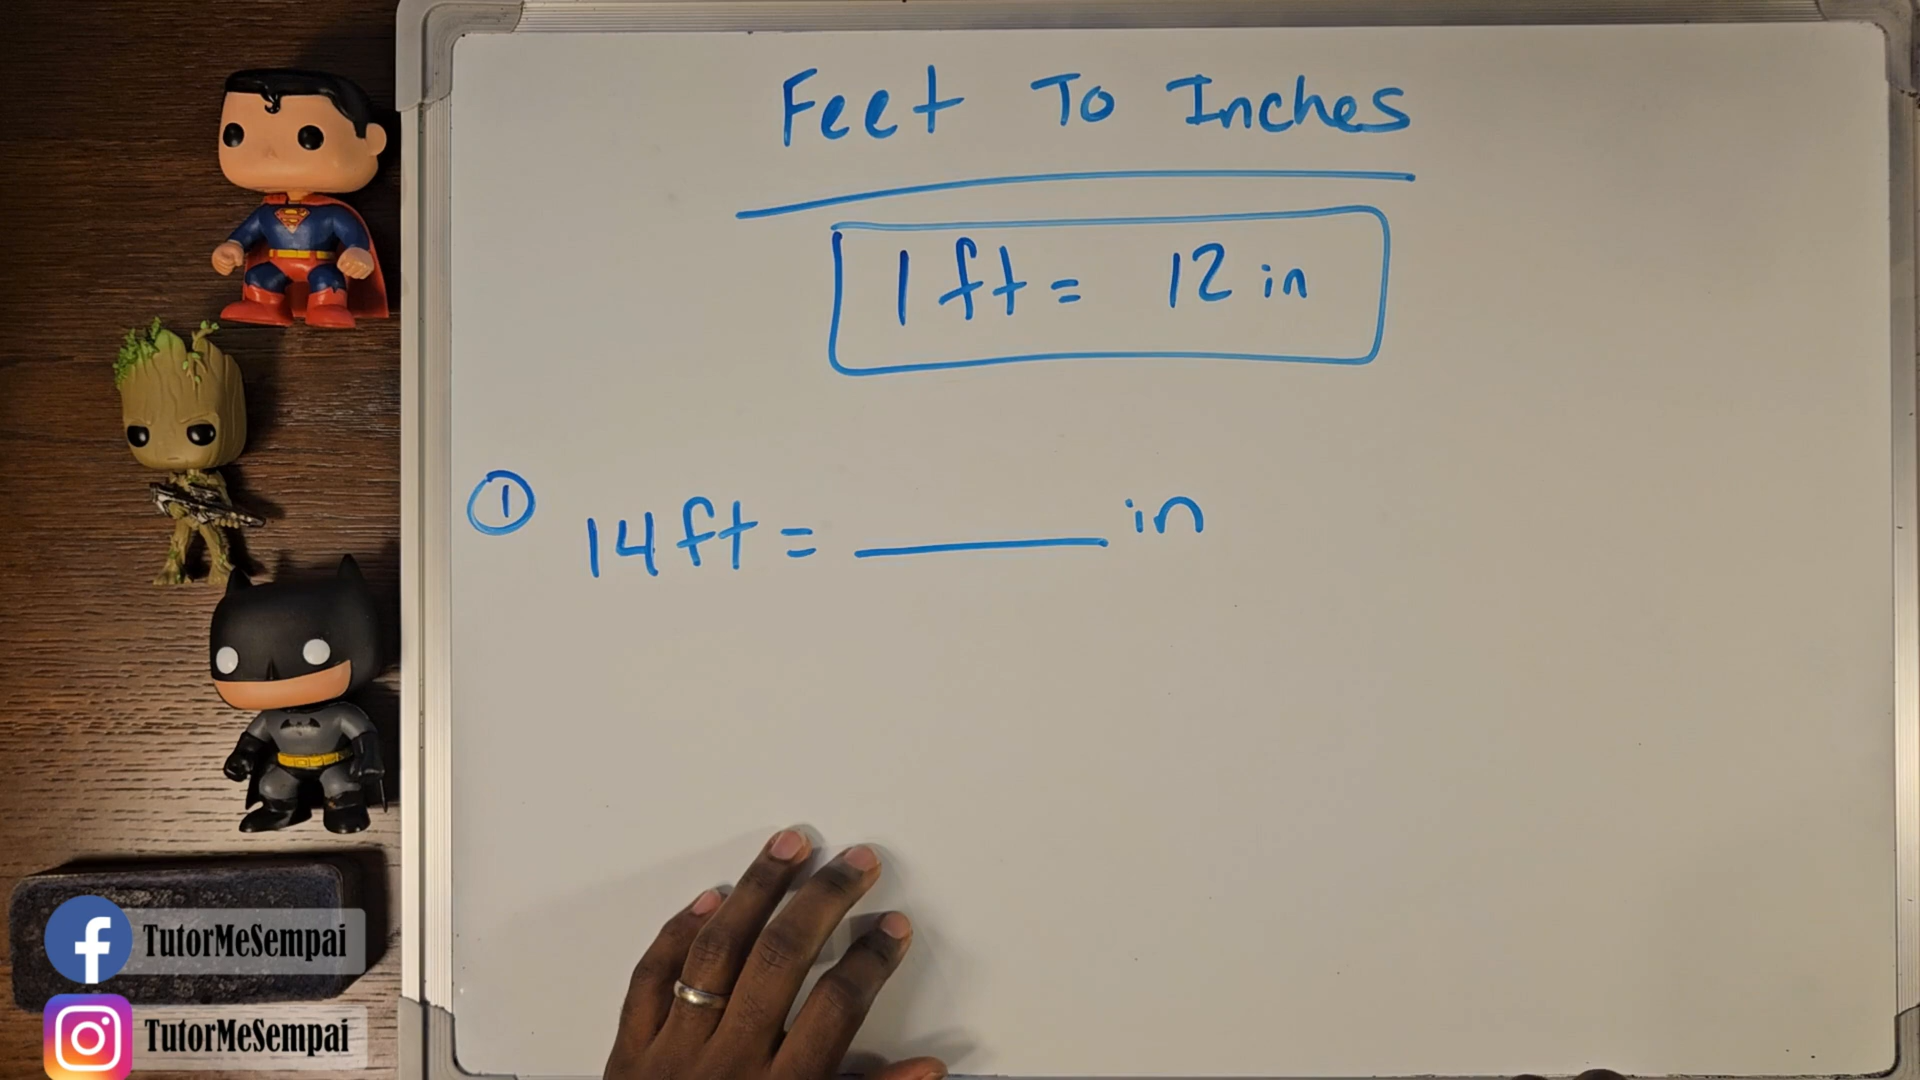 Feet To Inches
1 ft = 12 in
1 14 ft = ______ in
TutorMeSempai
TutorMeSempai